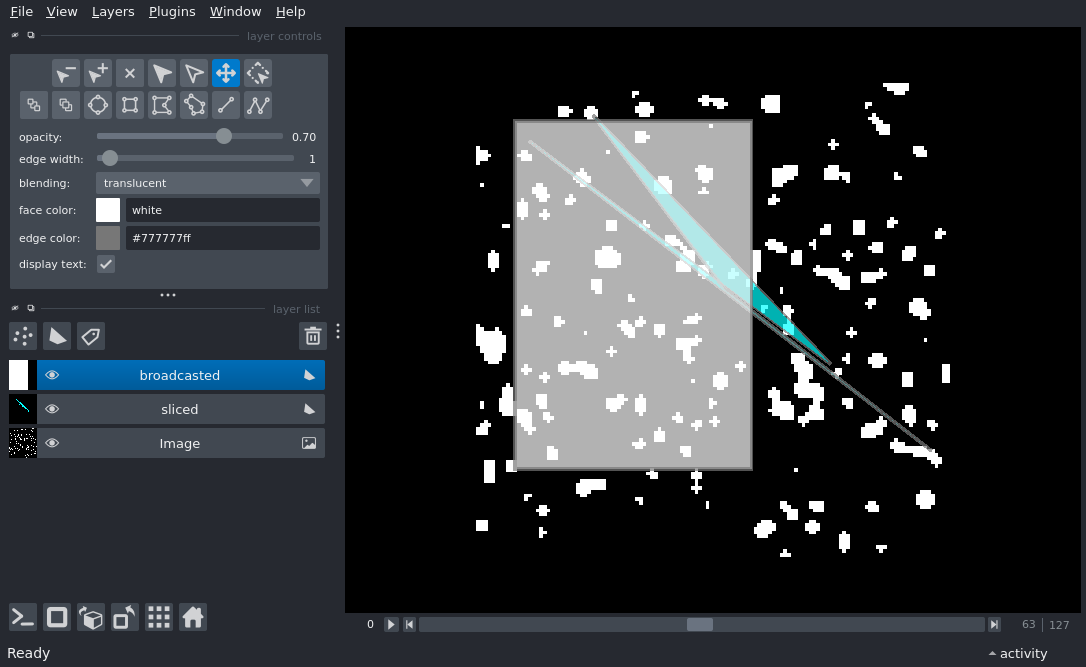 File View Layers Plugins Window Help
layer controls
opacity: 0.70
edge width: 1
blending: translucent
face color: white
edge color: #777777ff
display text:
layer list
broadcasted
sliced
Image
0 63 127
Ready activity